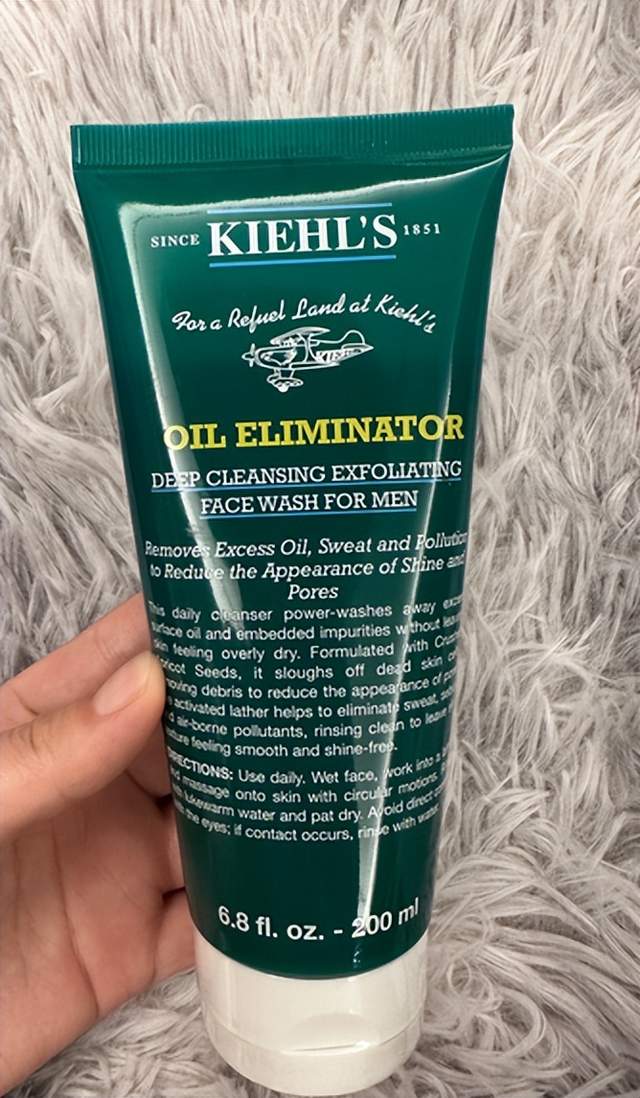 SINCE KIEHL'S 1851
For a Refuel Land at Kiehl's
KIEHL'S
OIL ELIMINATOR
DEEP CLEANSING EXFOLIATING
FACE WASH FOR MEN
Removes Excess Oil, Sweat and Pollution
to Reduce the Appearance of Shine and
Pores
This daily cleanser power-washes away
surface oil and embedded impurities without
skin feeling overly dry. Formulated with
Seeds, it sloughs off dead skin
debris to reduce the appearance of
activated lather helps to eliminate sweat,
air-borne pollutants, rinsing clean to leave
feeling smooth and shine-free.
DIRECTIONS: Use daily. Wet face, work into a
massage onto skin with circular motions.
lukewarm water and pat dry. Avoid direct
the eyes; if contact occurs, rinse with
6.8 fl. oz. - 200 ml